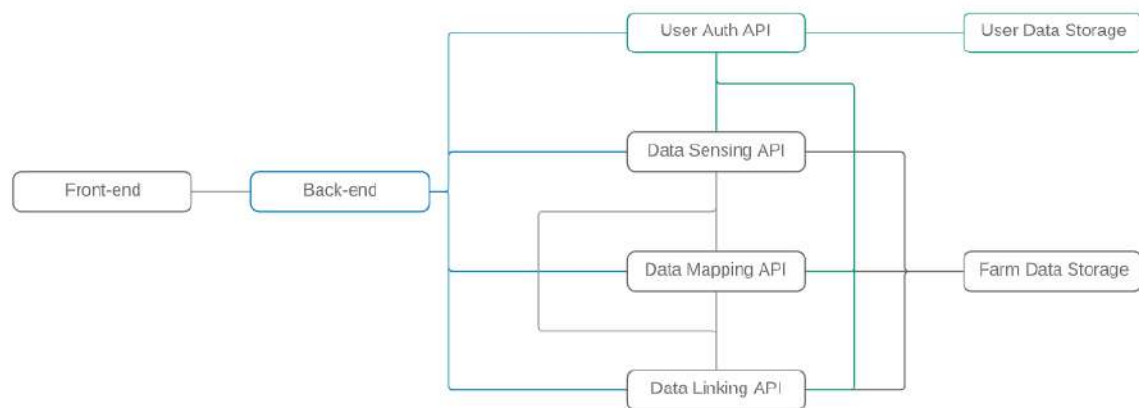 User Auth API
User Data Storage
Data Sensing API
Front-end
Back-end
Data Mapping API
Farm Data Storage
Data Linking API